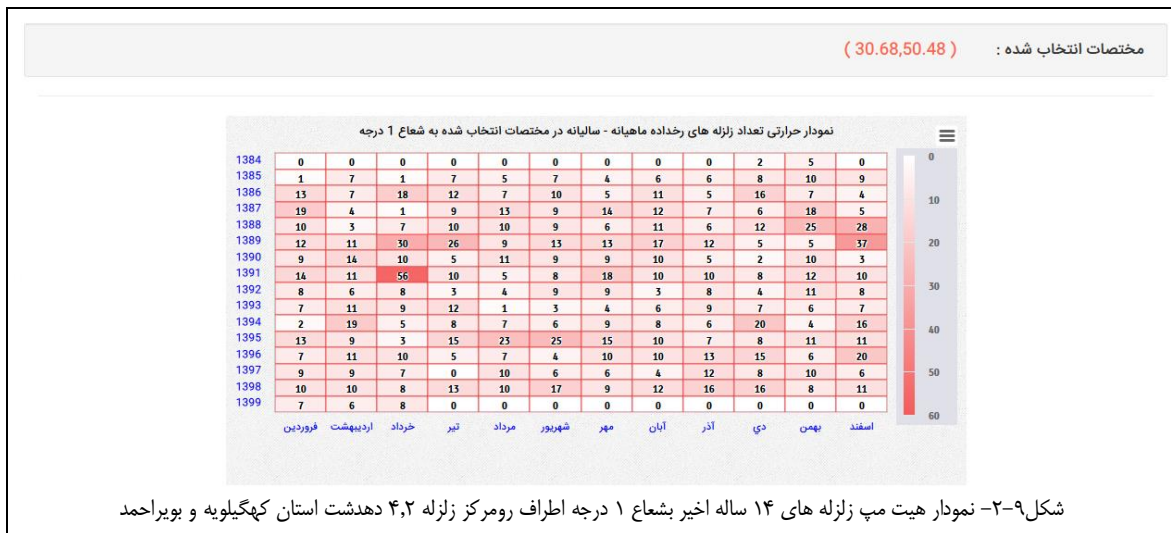 مختصات انتخاب شده : ( 30.68,50.48 )
نمودار حرارتی تعداد زلزله های رخداده ماهیانه - سالیانه در مختصات انتخاب شده به شعاع 1 درجه
1384 0 0 0 0 0 0 0 0 0 2 5 0
1385 1 7 1 7 5 7 4 6 6 8 10 9
1386 13 7 18 12 7 10 5 11 5 16 7 4
1387 19 4 1 9 13 9 14 12 7 6 18 5
1388 10 3 7 10 10 9 6 11 6 12 25 28
1389 12 11 30 26 9 13 13 17 12 5 5 37
1390 9 14 10 5 11 9 9 10 5 2 10 3
1391 14 11 56 10 5 8 18 10 10 8 12 10
1392 8 6 8 3 4 9 9 3 8 4 11 8
1393 7 11 9 12 1 3 4 6 9 7 6 7
1394 2 19 5 8 7 6 9 8 6 20 4 16
1395 13 9 3 15 23 25 15 10 7 8 11 11
1396 7 11 10 5 7 4 10 10 13 15 6 20
1397 9 9 7 0 10 6 6 4 12 8 10 6
1398 10 10 8 13 10 17 9 12 16 16 8 11
1399 7 6 8 0 0 0 0 0 0 0 0 0
فروردین اردیبهشت خرداد تیر مرداد شهریور مهر آبان آذر دي بهمن اسفند
0
10
20
30
40
50
60
شکل۹-۲- نمودار هیت مپ زلزله های ۱۴ ساله اخیر بشعاع ۱ درجه اطراف رومرکز زلزله ۴,۲ دهدشت استان کهگیلویه و بویراحمد